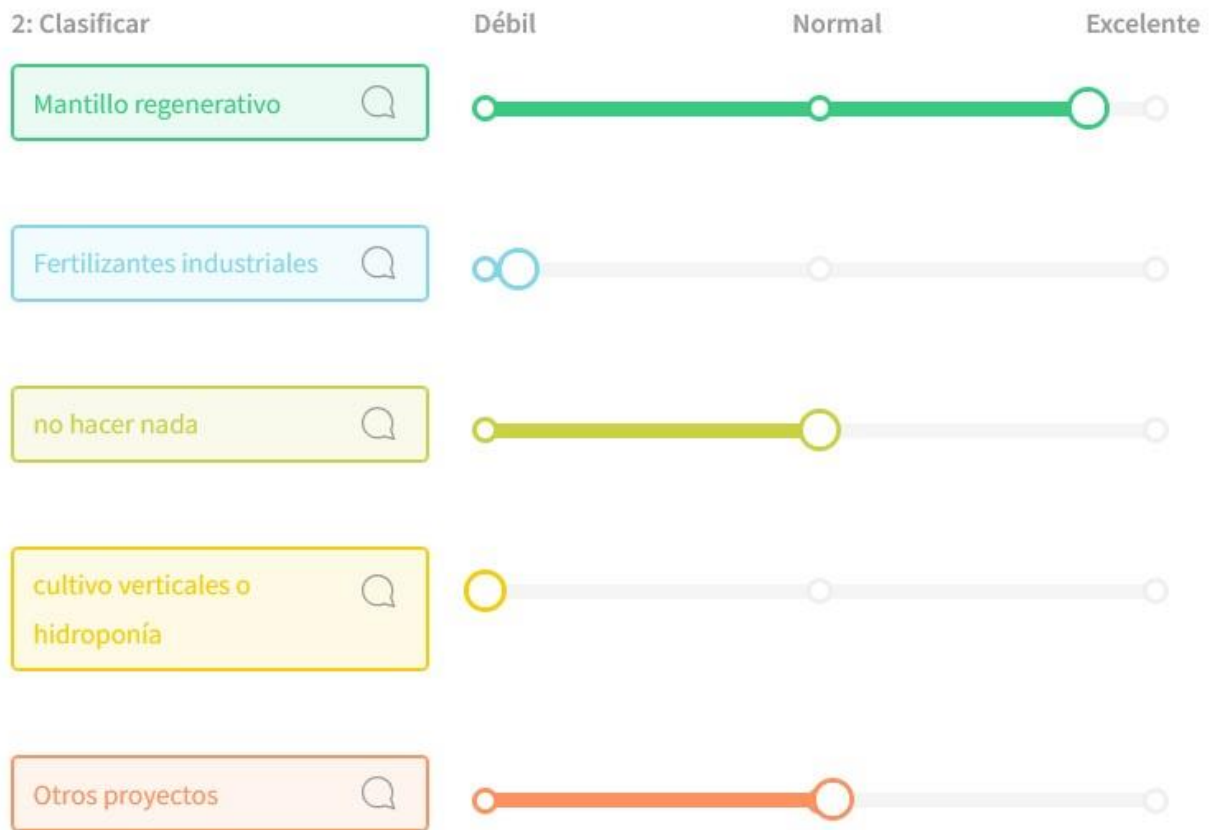 2: Clasificar Débil Normal Excelente
Mantillo regenerativo
Fertilizantes industriales
no hacer nada
cultivo verticales o
hidroponía
Otros proyectos